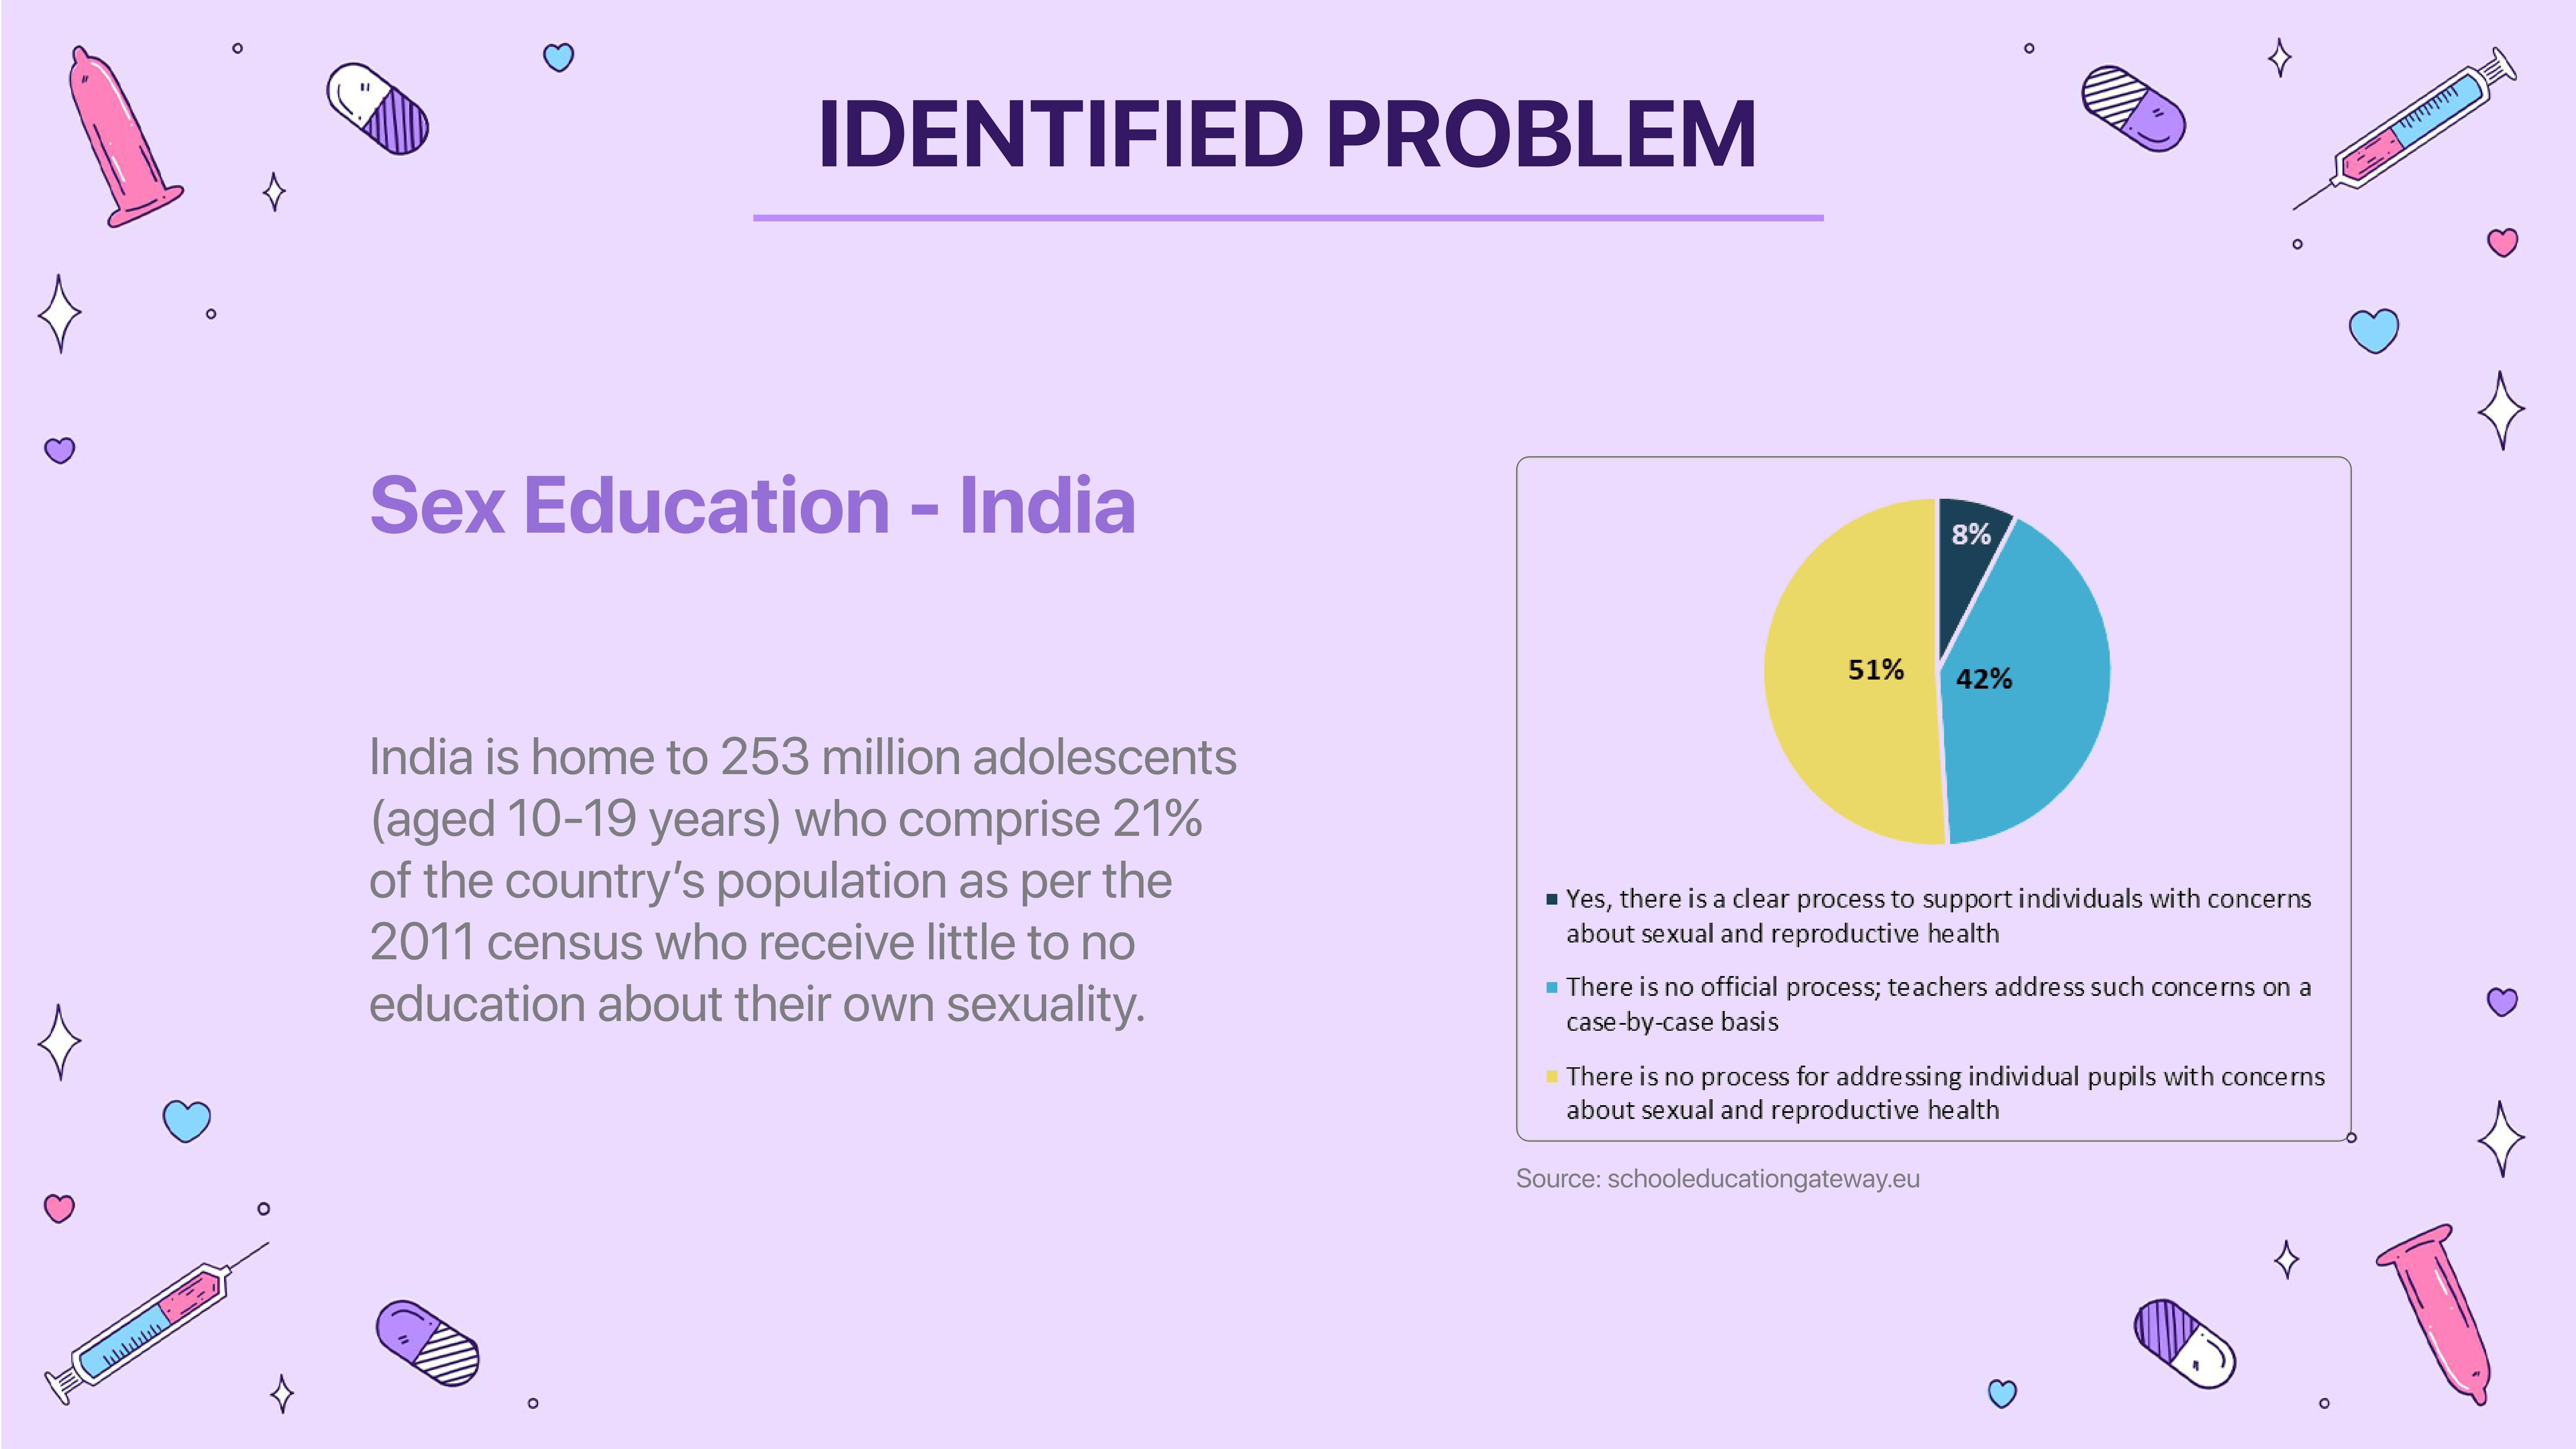 IDENTIFIED PROBLEM
Sex Education - India
India is home to 253 million adolescents
(aged 10-19 years) who comprise 21%
of the country’s population as per the
2011 census who receive little to no
education about their own sexuality.
8%
51%
42%
Yes, there is a clear process to support individuals with concerns
about sexual and reproductive health
There is no official process; teachers address such concerns on a
case-by-case basis
There is no process for addressing individual pupils with concerns
about sexual and reproductive health
Source: schooleducationgateway.eu